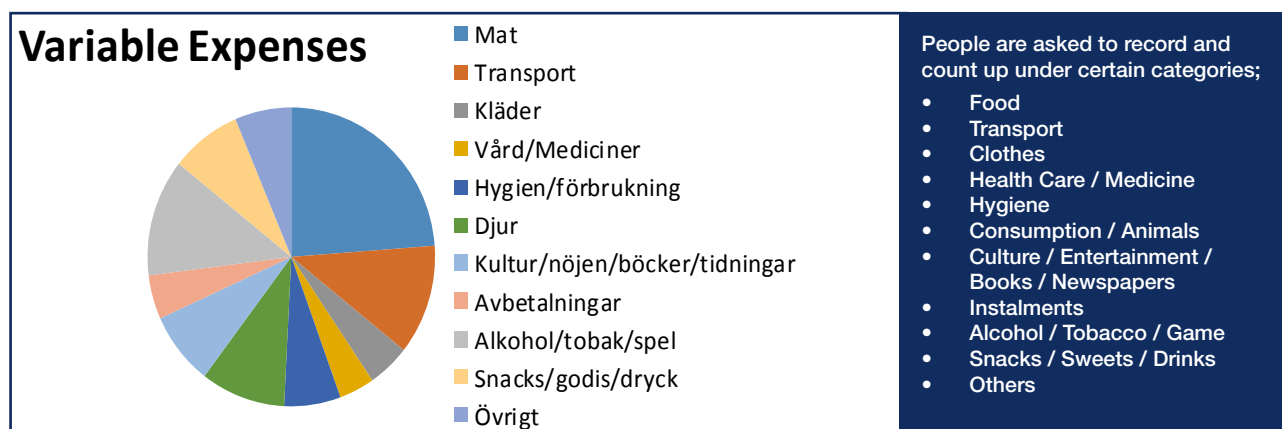 Variable Expenses
Mat
Transport
Kläder
Vård/Mediciner
Hygien/förbrukning
Djur
Kultur/nöjen/böcker/tidningar
Avbetalningar
Alkohol/tobak/spel
Snacks/godis/dryck
Övrigt
People are asked to record and
count up under certain categories;
• Food
• Transport
• Clothes
• Health Care / Medicine
• Hygiene
• Consumption / Animals
• Culture / Entertainment /
Books / Newspapers
• Instalments
• Alcohol / Tobacco / Game
• Snacks / Sweets / Drinks
• Others